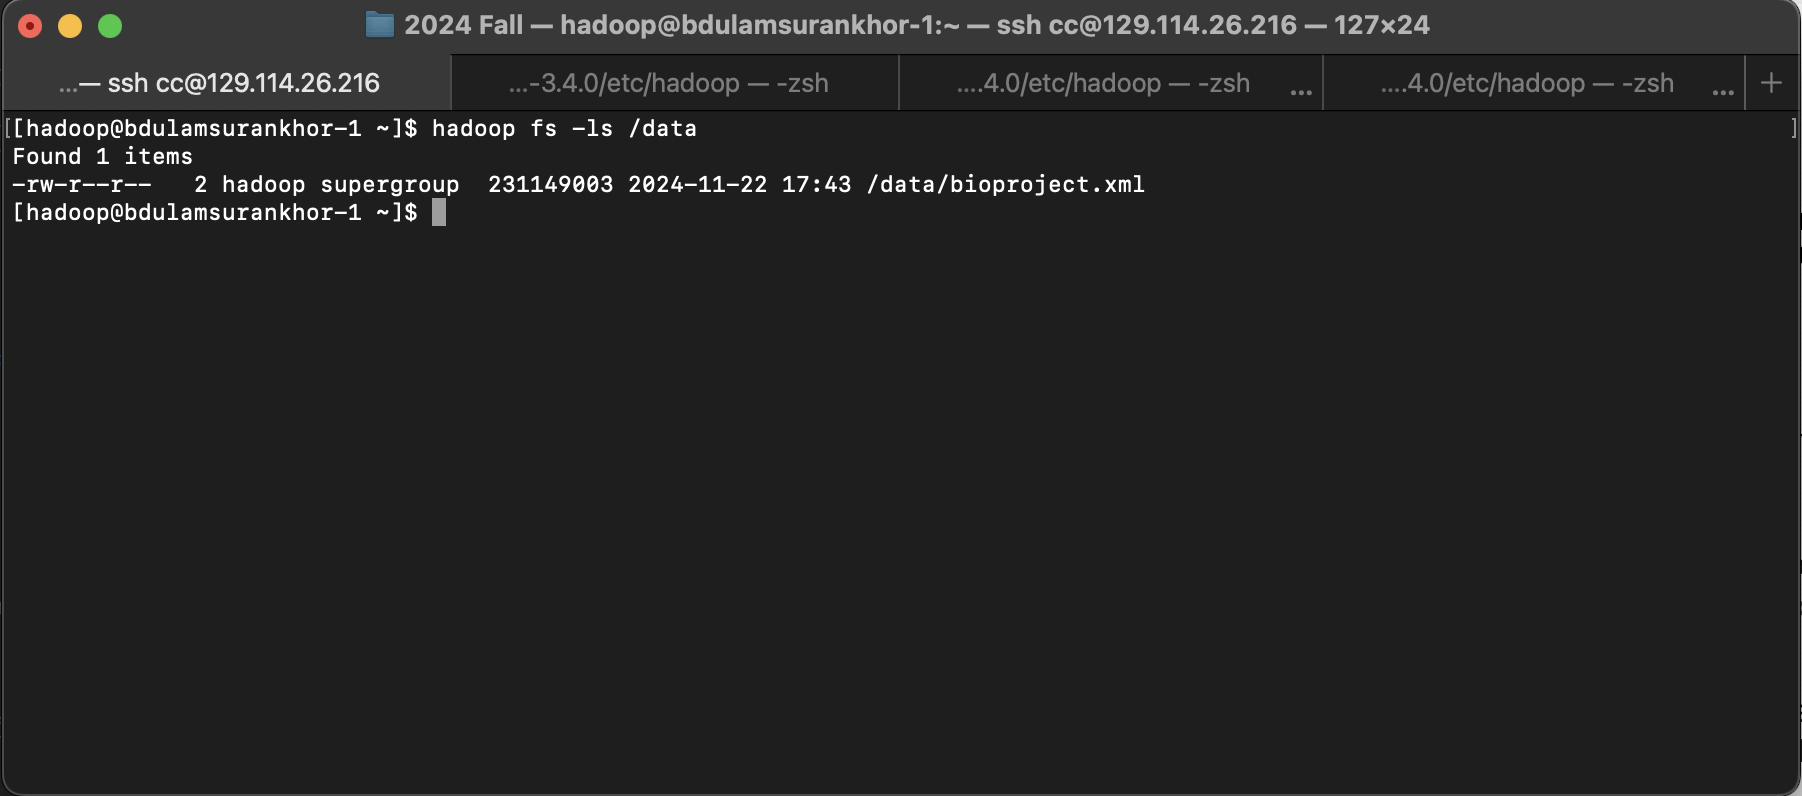 2024 Fall — hadoop@bdulamsurankhor-1:~ — ssh cc@129.114.26.216 — 127×24
...— ssh cc@129.114.26.216
...-3.4.0/etc/hadoop — -zsh
....4.0/etc/hadoop — -zsh ...
....4.0/etc/hadoop — -zsh ...
+
[[hadoop@bdulamsurankhor-1 ~]$ hadoop fs -ls /data ]
Found 1 items
-rw-r--r--   2 hadoop supergroup  231149003 2024-11-22 17:43 /data/bioproject.xml
[hadoop@bdulamsurankhor-1 ~]$